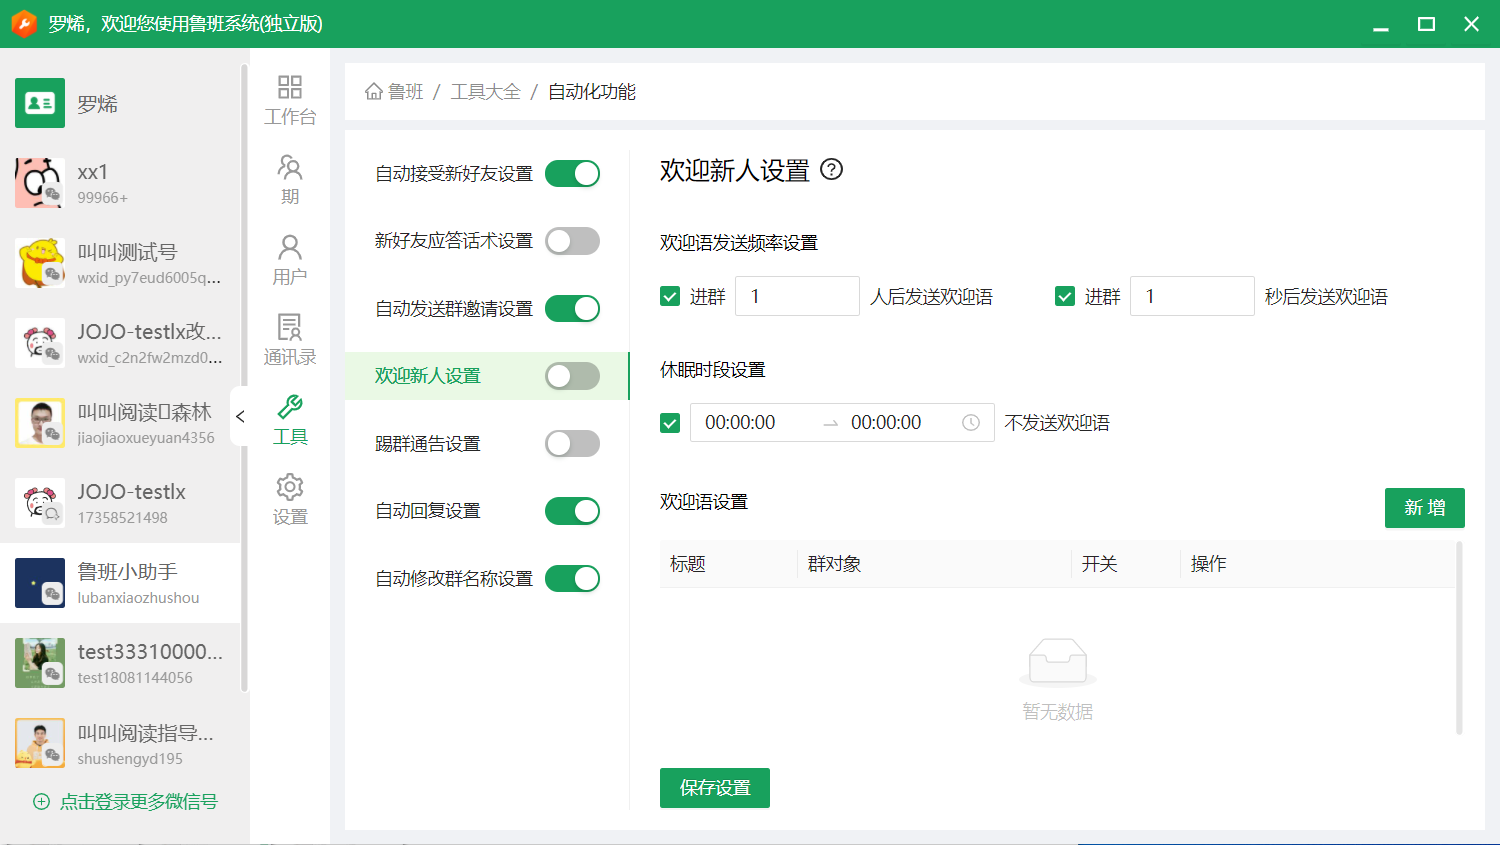 罗烯，欢迎您使用鲁班系统(独立版)
罗烯
xx1
99966+
叫叫测试号
wxid_py7eud6005q...
JOJO-testlx改...
wxid_c2n2fw2mzd0...
叫叫阅读▯森林
jiaojiaoxueyuan4356
JOJO-testlx
17358521498
鲁班小助手
lubanxiaozhushou
test33310000...
test18081144056
叫叫阅读指导...
shushengyd195
点击登录更多微信号
工作台
期
用户
通讯录
工具
设置
鲁班 / 工具大全 / 自动化功能
自动接受新好友设置
新好友应答话术设置
自动发送群邀请设置
欢迎新人设置
踢群通告设置
自动回复设置
自动修改群名称设置
欢迎新人设置
欢迎语发送频率设置
进群 1 人后发送欢迎语 进群 1 秒后发送欢迎语
休眠时段设置
00:00:00 → 00:00:00 不发送欢迎语
欢迎语设置
新增
标题 群对象 开关 操作
暂无数据
保存设置